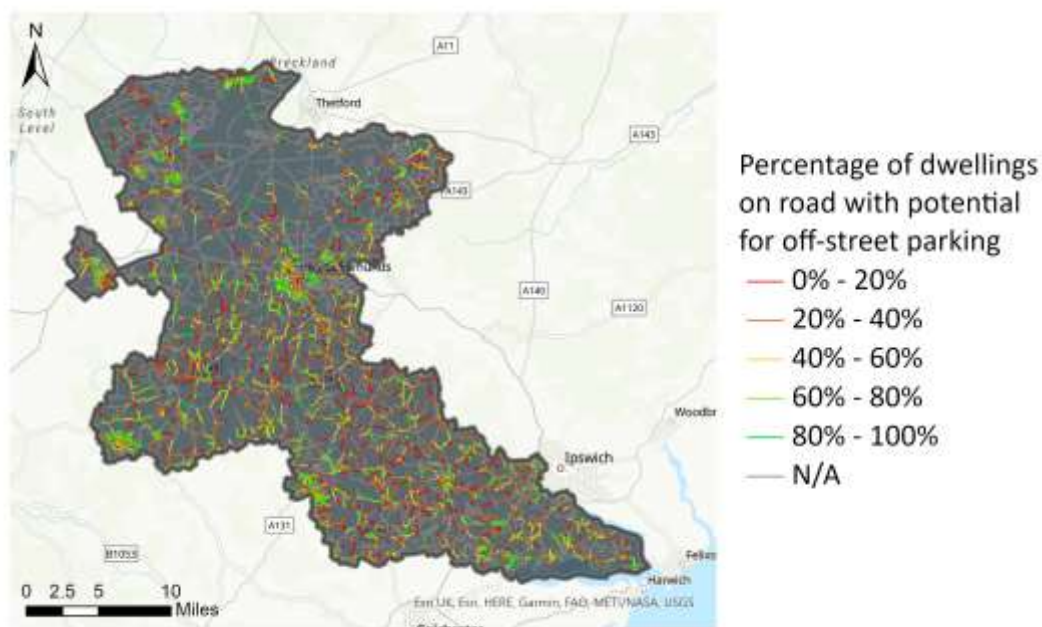 N
Breckland
A11
Thetford
South
Level
A143
A143
A140
A1120
Woodbr
Ipswich
A131
B1053
Felixs
Harwich
0 2.5 5 10
Miles
Esri UK, Esri, HERE, Garmin, FAO, METI/NASA, USGS
Percentage of dwellings
on road with potential
for off-street parking
0% - 20%
20% - 40%
40% - 60%
60% - 80%
80% - 100%
N/A